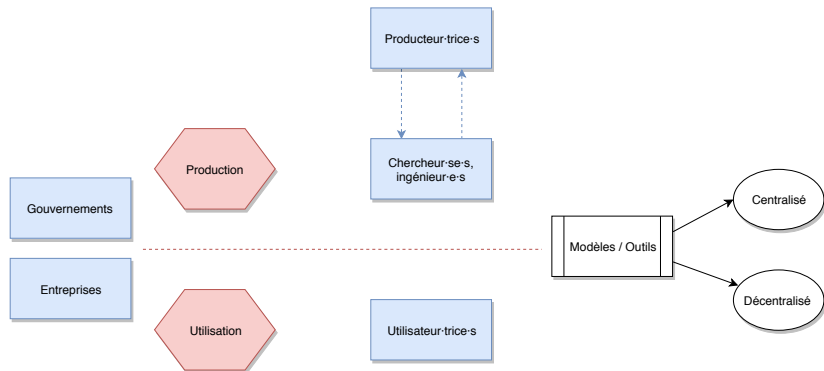 Producteur·trice·s
Production
Chercheur·se·s,
ingénieur·e·s
Gouvernements
Centralisé
Modèles / Outils
Entreprises
Décentralisé
Utilisation
Utilisateur·trice·s